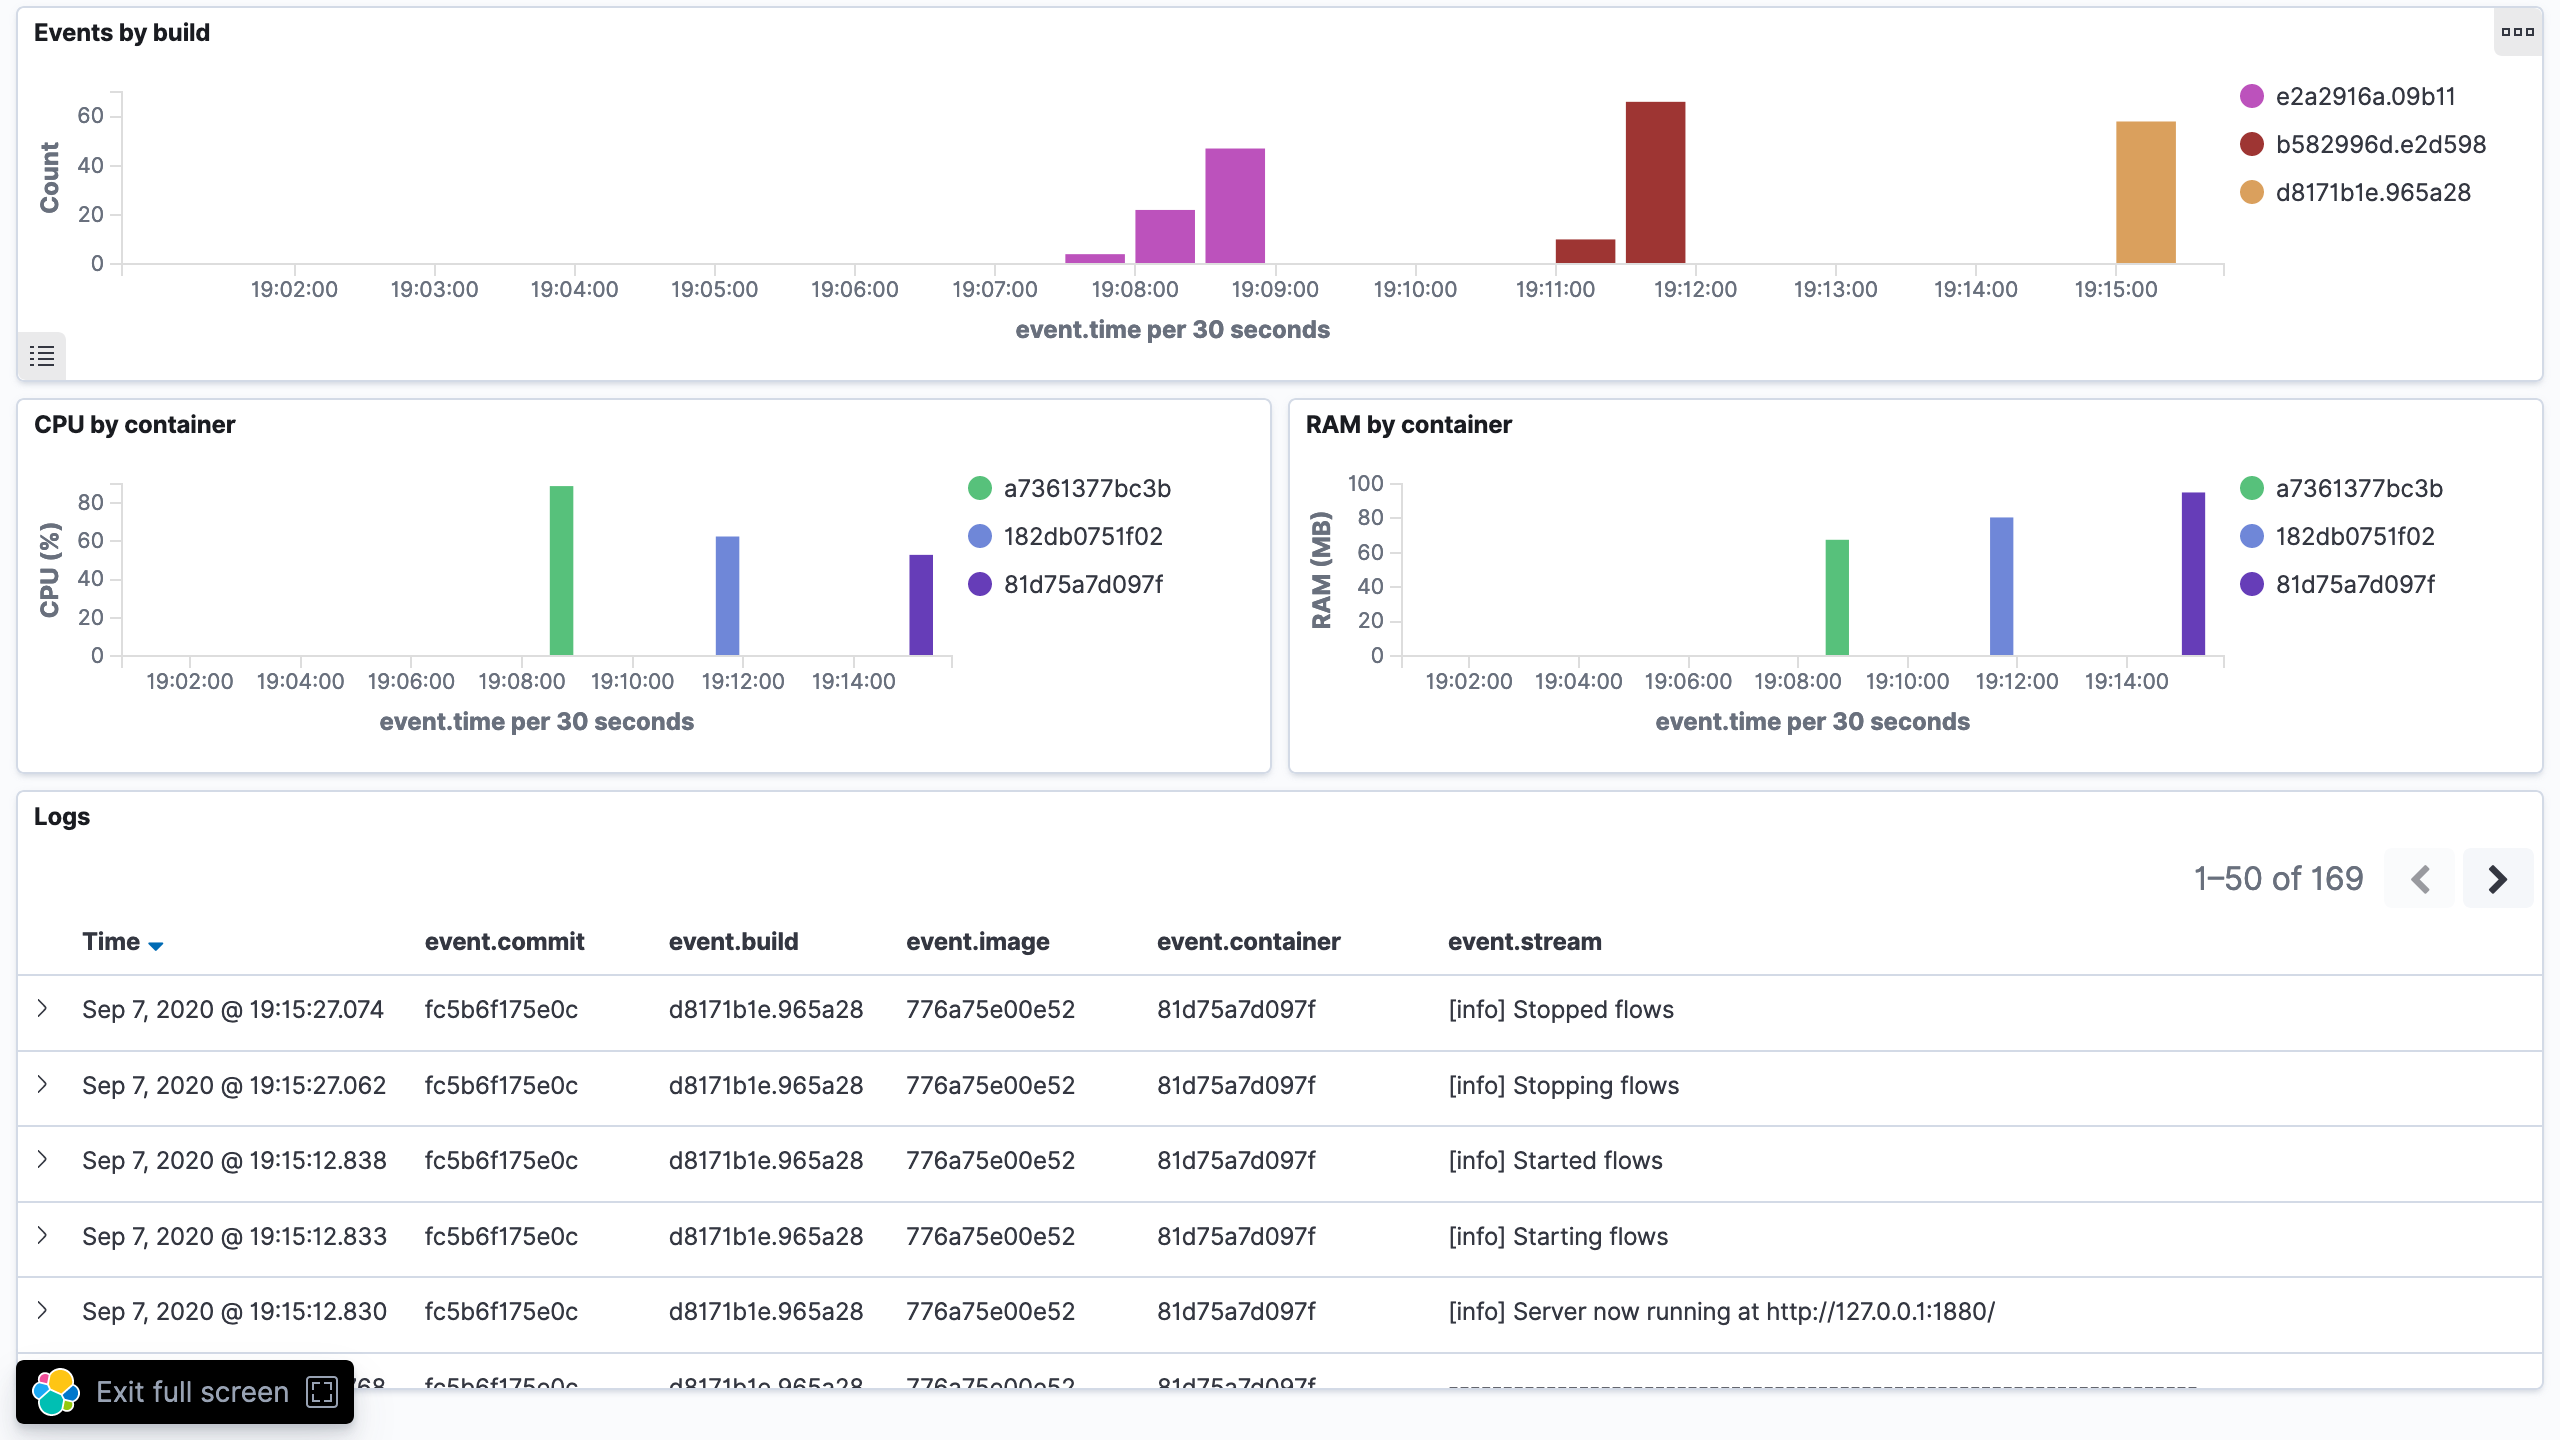 Events by build
Count
60
40
20
0
19:02:00 19:03:00 19:04:00 19:05:00 19:06:00 19:07:00 19:08:00 19:09:00 19:10:00 19:11:00 19:12:00 19:13:00 19:14:00 19:15:00
event.time per 30 seconds
e2a2916a.09b11
b582996d.e2d598
d8171b1e.965a28
CPU by container
CPU (%)
80
60
40
20
0
19:02:00 19:04:00 19:06:00 19:08:00 19:10:00 19:12:00 19:14:00
event.time per 30 seconds
a7361377bc3b
182db0751f02
81d75a7d097f
RAM by container
RAM (MB)
100
80
60
40
20
0
19:02:00 19:04:00 19:06:00 19:08:00 19:10:00 19:12:00 19:14:00
event.time per 30 seconds
a7361377bc3b
182db0751f02
81d75a7d097f
Logs
1–50 of 169
Time event.commit event.build event.image event.container event.stream
Sep 7, 2020 @ 19:15:27.074 fc5b6f175e0c d8171b1e.965a28 776a75e00e52 81d75a7d097f [info] Stopped flows
Sep 7, 2020 @ 19:15:27.062 fc5b6f175e0c d8171b1e.965a28 776a75e00e52 81d75a7d097f [info] Stopping flows
Sep 7, 2020 @ 19:15:12.838 fc5b6f175e0c d8171b1e.965a28 776a75e00e52 81d75a7d097f [info] Started flows
Sep 7, 2020 @ 19:15:12.833 fc5b6f175e0c d8171b1e.965a28 776a75e00e52 81d75a7d097f [info] Starting flows
Sep 7, 2020 @ 19:15:12.830 fc5b6f175e0c d8171b1e.965a28 776a75e00e52 81d75a7d097f [info] Server now running at http://127.0.0.1:1880/
fc5b6f175e0c d8171b1e.965a28 776a75e00e52 81d75a7d097f
Exit full screen